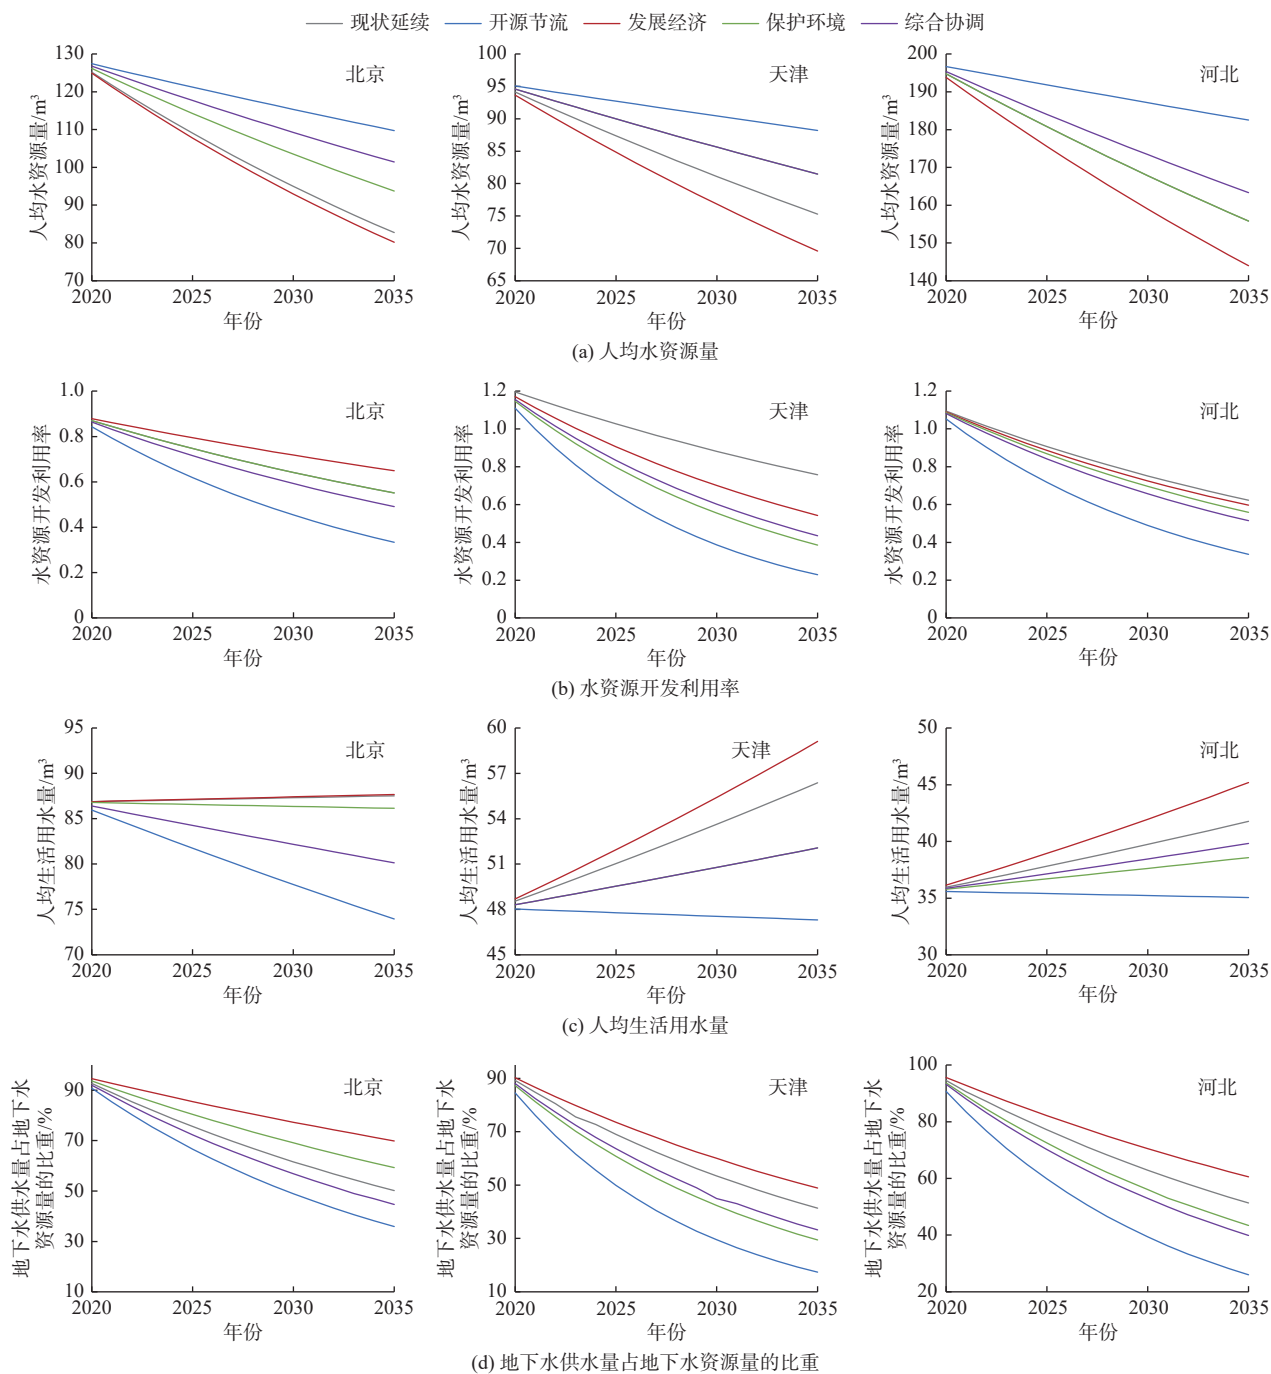 现状延续 开源节流 发展经济 保护环境 综合协调
人均水资源量/m³
130
120
110
100
90
80
70
北京
2020 2025 2030 2035
年份
人均水资源量/m³
100
95
90
85
80
75
70
65
天津
2020 2025 2030 2035
年份
人均水资源量/m³
200
190
180
170
160
150
140
河北
2020 2025 2030 2035
年份
(a) 人均水资源量
水资源开发利用率
1.0
0.8
0.6
0.4
0.2
0
北京
2020 2025 2030 2035
年份
水资源开发利用率
1.2
1.0
0.8
0.6
0.4
0.2
0
天津
2020 2025 2030 2035
年份
水资源开发利用率
1.2
1.0
0.8
0.6
0.4
0.2
0
河北
2020 2025 2030 2035
年份
(b) 水资源开发利用率
人均生活用水量/m³
95
90
85
80
75
70
北京
2020 2025 2030 2035
年份
人均生活用水量/m³
60
57
54
51
48
45
天津
2020 2025 2030 2035
年份
人均生活用水量/m³
50
45
40
35
30
河北
2020 2025 2030 2035
年份
(c) 人均生活用水量
地下水供水量占地下水
资源量的比重/%
90
70
50
30
10
北京
2020 2025 2030 2035
年份
地下水供水量占地下水
资源量的比重/%
90
70
50
30
10
天津
2020 2025 2030 2035
年份
地下水供水量占地下水
资源量的比重/%
100
80
60
40
20
河北
2020 2025 2030 2035
年份
(d) 地下水供水量占地下水资源量的比重